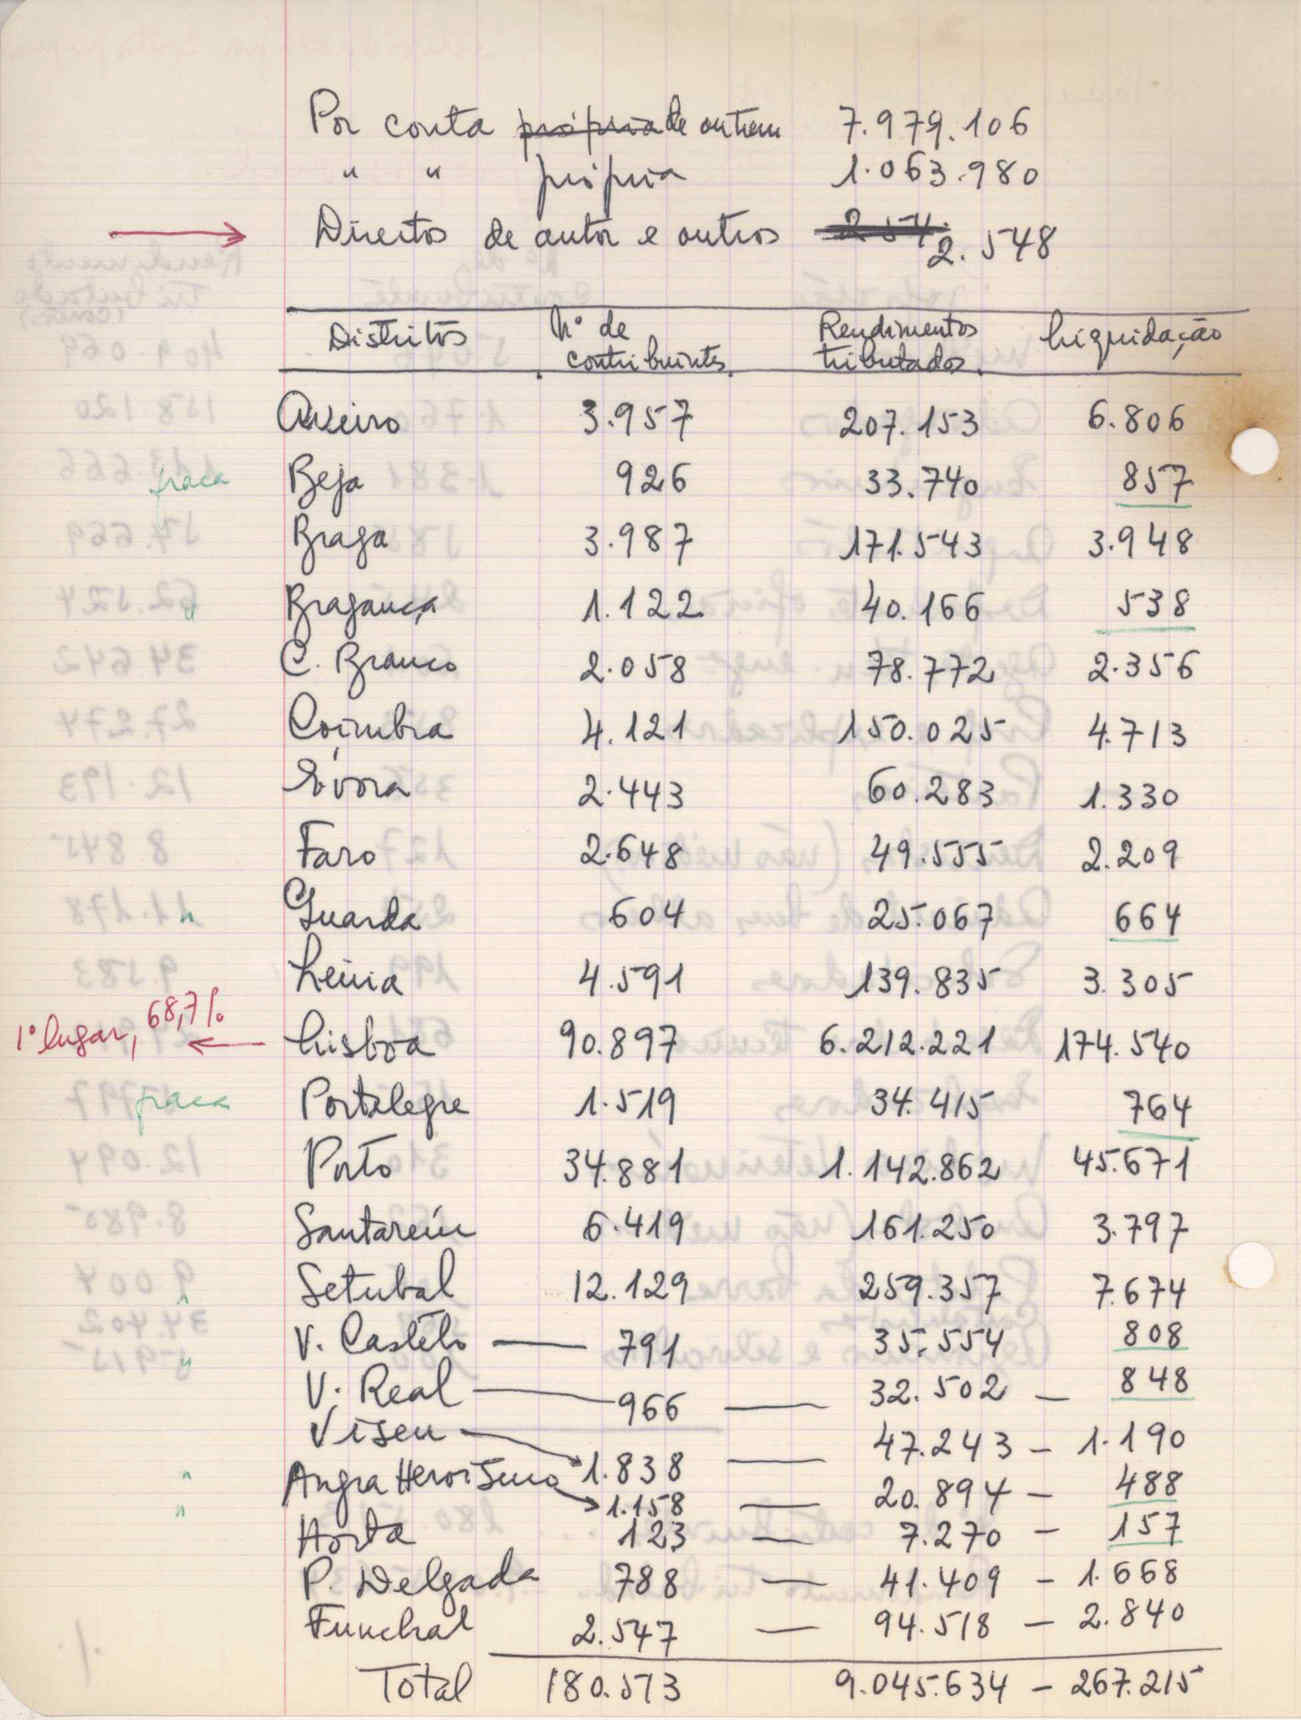 Por conta própria de outrem 7.979.106
" " própria 1.063.980
Direitos de autor e outros 254. 2.548
Distritos Nº de contribuintes Rendimentos tributados Liquidação
Aveiro 3.957 207.153 6.806
fraca Beja 926 33.740 857
Braga 3.987 171.543 3.948
" Bragança 1.122 40.166 538
C. Branco 2.058 78.772 2.356
Coimbra 4.121 150.025 4.713
Évora 2.443 60.283 1.330
Faro 2.648 49.555 2.209
" Guarda 604 25.067 664
Leiria 4.591 139.835 3.305
1º lugar, 68,7% Lisboa 90.897 6.212.221 174.540
fraca Portalegre 1.519 34.415 764
Porto 34.881 1.142.862 45.671
Santarém 6.419 161.250 3.797
Setubal 12.129 259.357 7.674
" V. Castelo — 791 35.554 808
" V. Real — 966 — 32.502 — 848
Viseu 1.838 — 47.243 — 1.190
" Angra Heroísmo 1.158 — 20.894 — 488
" Horta 123 — 7.270 — 157
P. Delgada 788 — 41.409 — 1.668
Funchal 2.547 — 94.518 — 2.840
Total 180.513 9.045.634 — 267.215